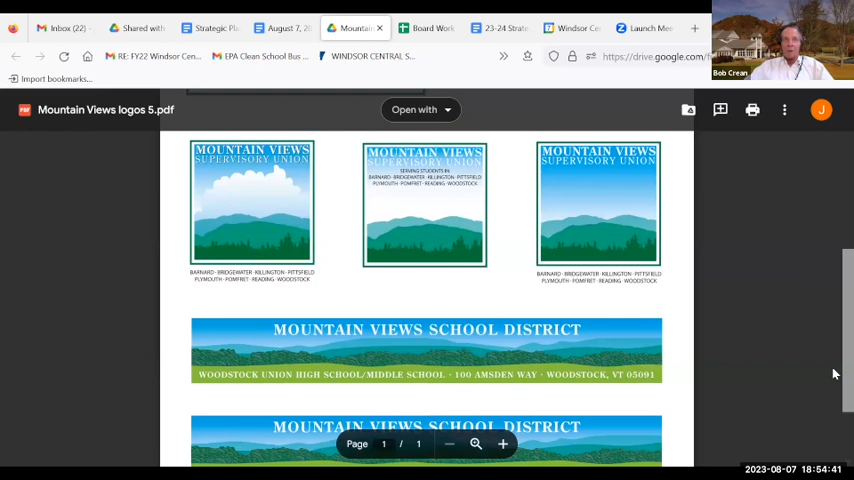 Inbox (22)
Shared with
Strategic Pla
August 7, 20
Mountain
Board Work
23-24 Strate
Windsor Ce
Launch Mee
RE: FY22 Windsor Cen...
EPA Clean School Bus ...
WINDSOR CENTRAL S...
https://drive.google.com/f
Import bookmarks...
Bob Crean
PDF
Mountain Views logos 5.pdf
Open with
J
MOUNTAIN VIEWS
SUPERVISORY UNION
BARNARD · BRIDGEWATER · KILLINGTON · PITTSFIELD
PLYMOUTH · POMFRET · READING · WOODSTOCK
MOUNTAIN VIEWS
SUPERVISORY UNION
SERVING STUDENTS IN
BARNARD · BRIDGEWATER · KILLINGTON · PITTSFIELD
PLYMOUTH · POMFRET · READING · WOODSTOCK
MOUNTAIN VIEWS
SUPERVISORY UNION
BARNARD · BRIDGEWATER · KILLINGTON · PITTSFIELD
PLYMOUTH · POMFRET · READING · WOODSTOCK
MOUNTAIN VIEWS SCHOOL DISTRICT
WOODSTOCK UNION HIGH SCHOOL/MIDDLE SCHOOL · 100 AMSDEN WAY · WOODSTOCK, VT 05091
MOUNTAIN VIEWS SCHOOL DISTRICT
Page 1 / 1
2023-08-07 18:54:41